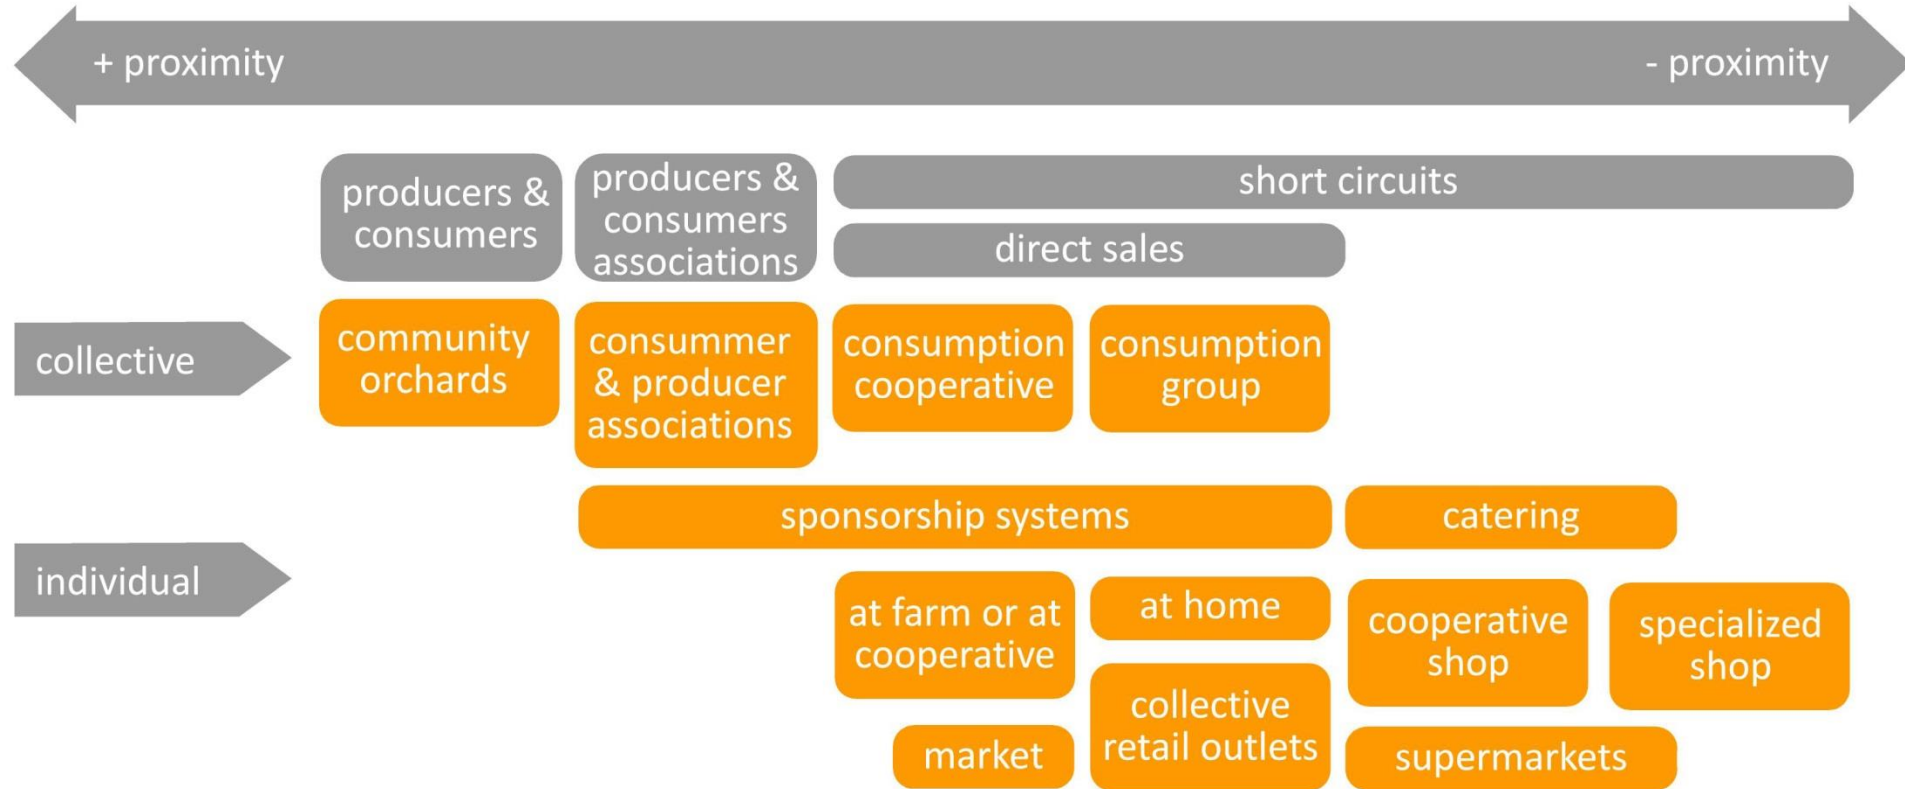 + proximity
- proximity
producers &
consumers
producers &
consumers
associations
short circuits
direct sales
collective
community
orchards
consummer
& producer
associations
consumption
cooperative
consumption
group
sponsorship systems
catering
individual
at farm or at
cooperative
at home
cooperative
shop
specialized
shop
collective
retail outlets
market
supermarkets